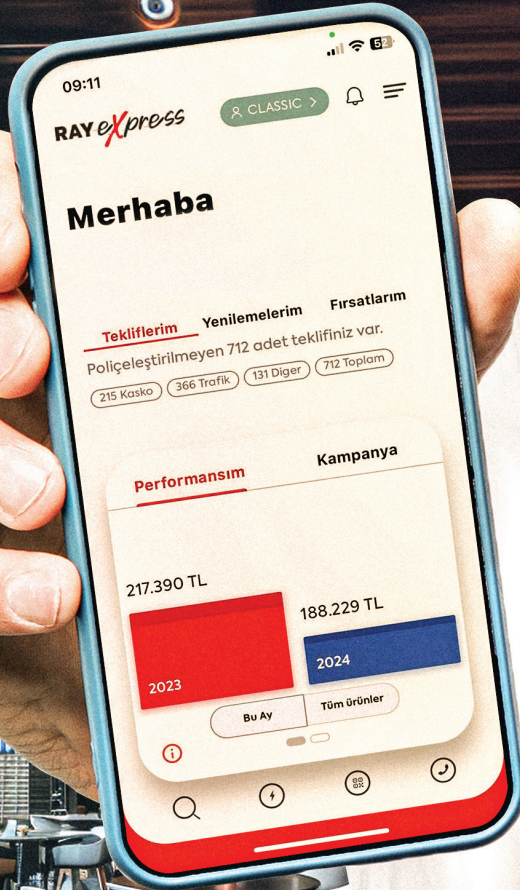 09:11
52
RAY eXpress
CLASSIC
Merhaba
Tekliflerim Yenilemelerim Fırsatlarım
Poliçeleştirilmeyen 712 adet teklifiniz var.
215 Kasko 366 Trafik 131 Diger 712 Toplam
Performansım Kampanya
217.390 TL
188.229 TL
2023
2024
Bu Ay Tüm ürünler